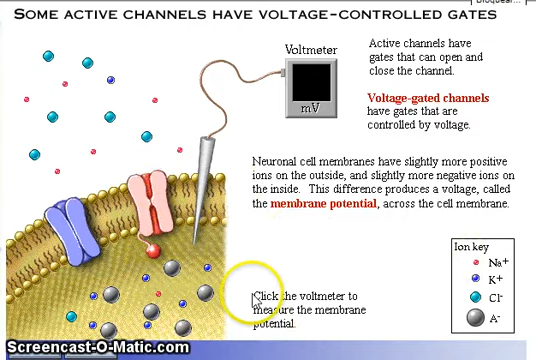 Bloquear...
SOME ACTIVE CHANNELS HAVE VOLTAGE-CONTROLLED GATES
Voltmeter
mV
Active channels have
gates that can open and
close the channel.
Voltage-gated channels
have gates that are
controlled by voltage.
Neuronal cell membranes have slightly more positive
ions on the outside, and slightly more negative ions on
the inside. This difference produces a voltage, called
the membrane potential, across the cell membrane.
Click the voltmeter to
measure the membrane
potential.
Ion key
Na+
K+
Cl-
A-
Screencast-O-Matic.com